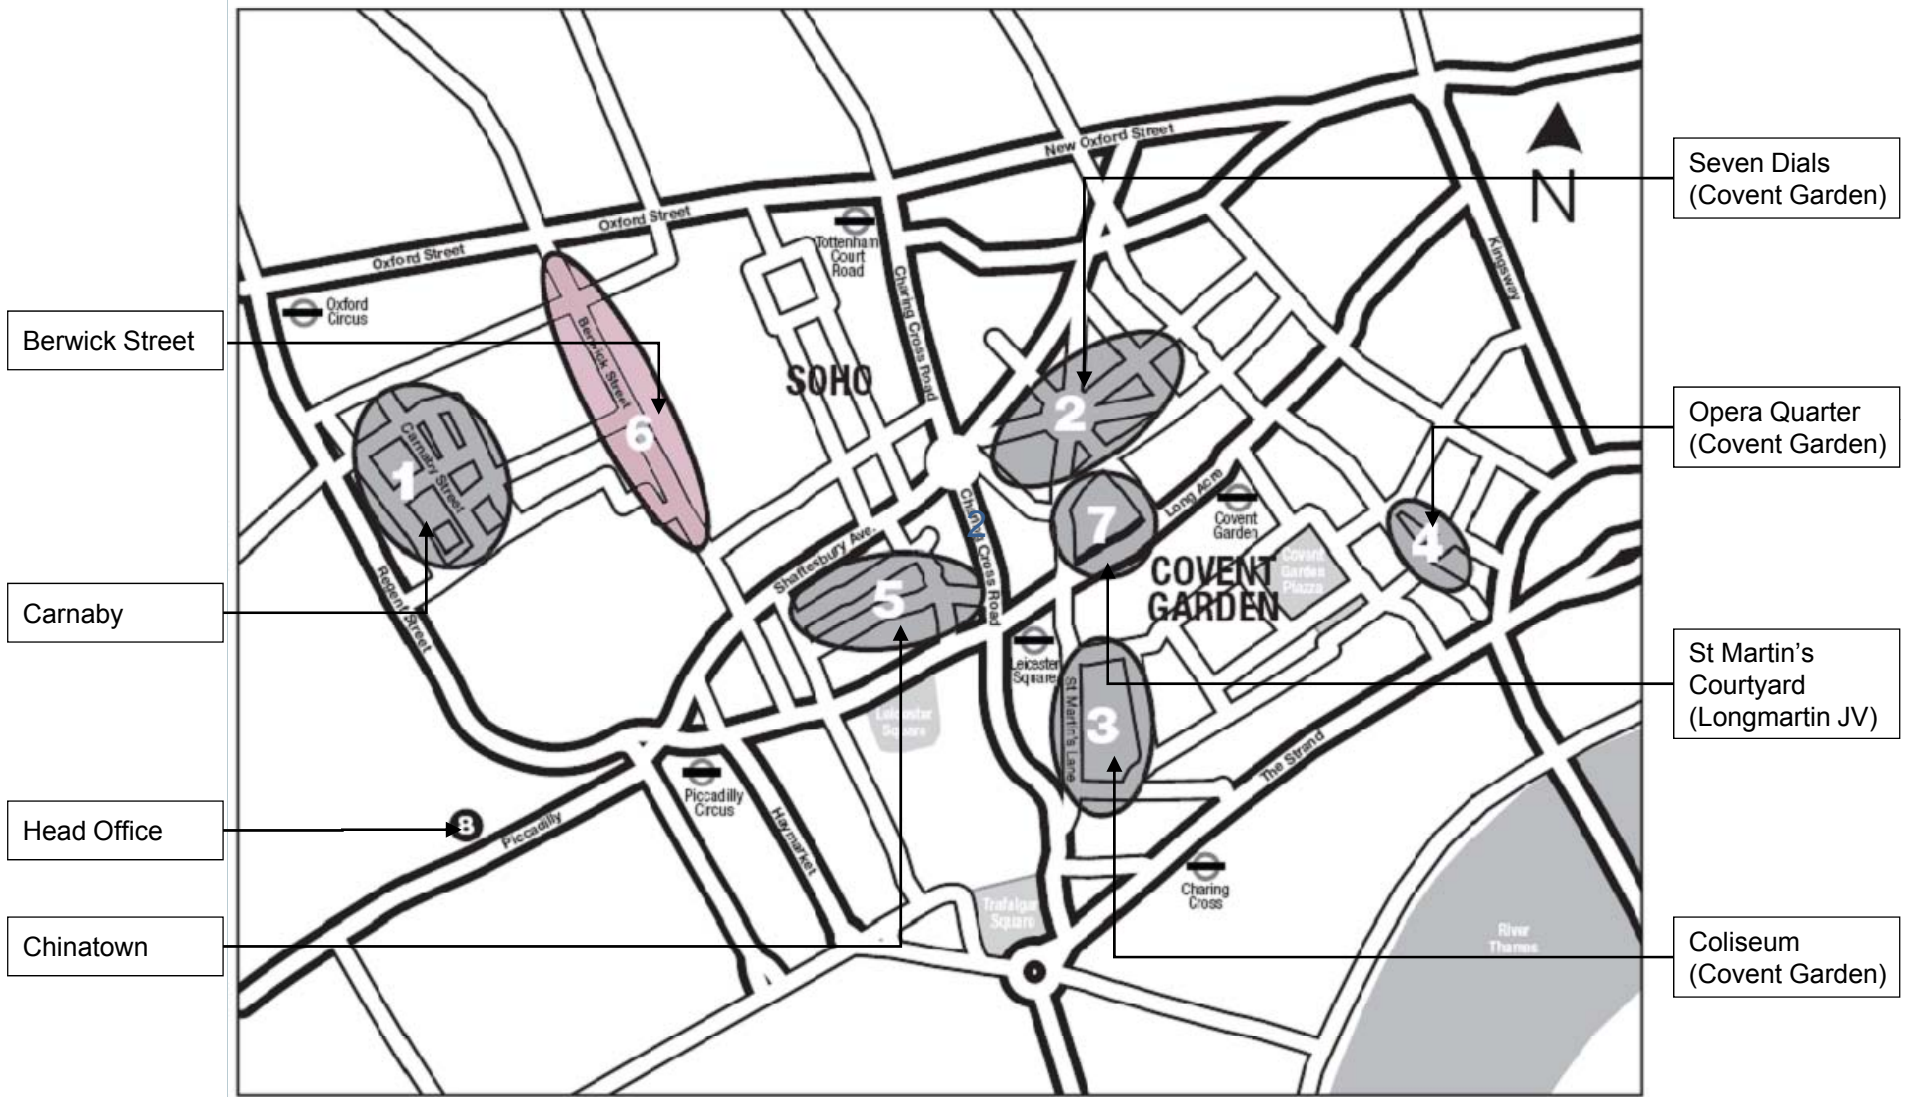 New Oxford Street
Oxford Street
Oxford Street
Tottenham
Court
Road
Seven Dials
(Covent Garden)
N
Kingsway
Oxford
Circus
Charing Cross Road
Berwick Street
Berwick Street
SOHO
6
2
Opera Quarter
(Covent Garden)
Carnaby Street
1
Long Acre
Covent
Garden
7
4
Charing Cross Road
2
Shaftesbury Ave.
5
COVENT
GARDEN
Covent
Garden
Piazza
Carnaby
Regent Street
Leicester
Square
St Martin's
Courtyard
(Longmartin JV)
St Martin's Lane
3
Leicester
Square
The Strand
Piccadilly
Circus
Head Office
8
Piccadilly
Haymarket
Charing
Cross
Trafalgar
Square
River
Thames
Chinatown
Coliseum
(Covent Garden)